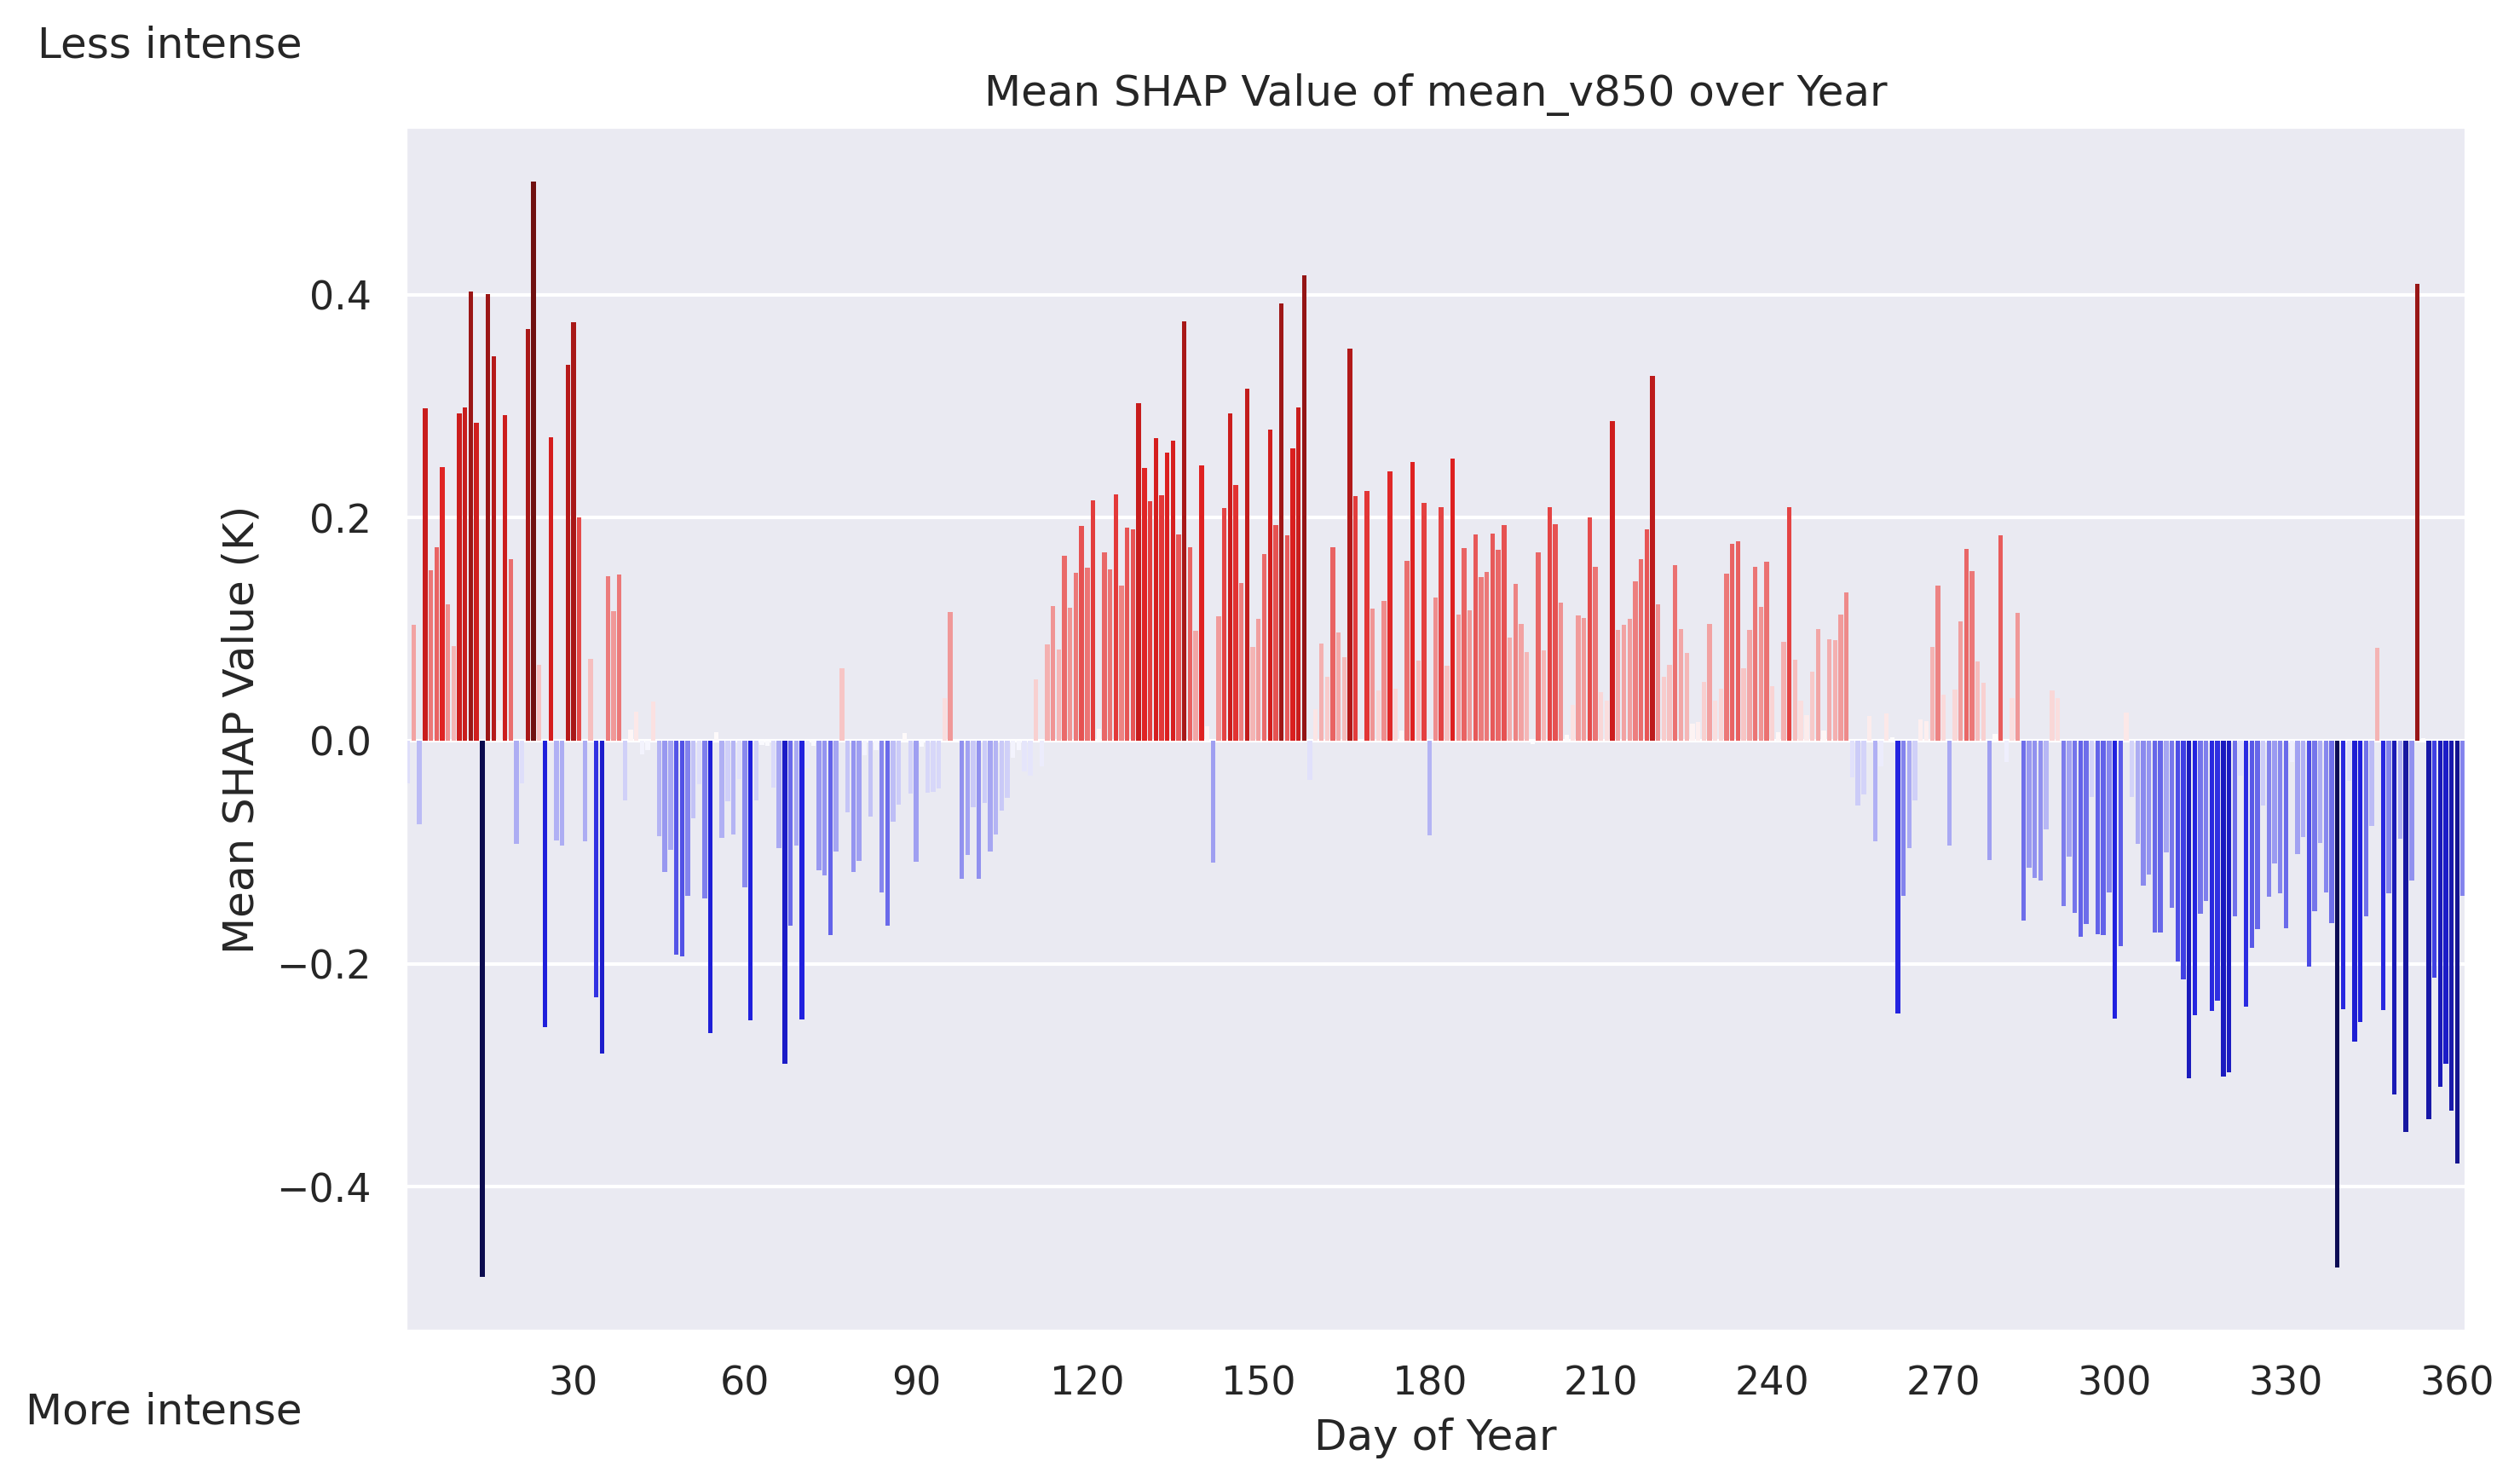 Less intense
Mean SHAP Value of mean_v850 over Year
Mean SHAP Value (K)
0.4
0.2
0.0
−0.2
−0.4
30 60 90 120 150 180 210 240 270 300 330 360
More intense
Day of Year